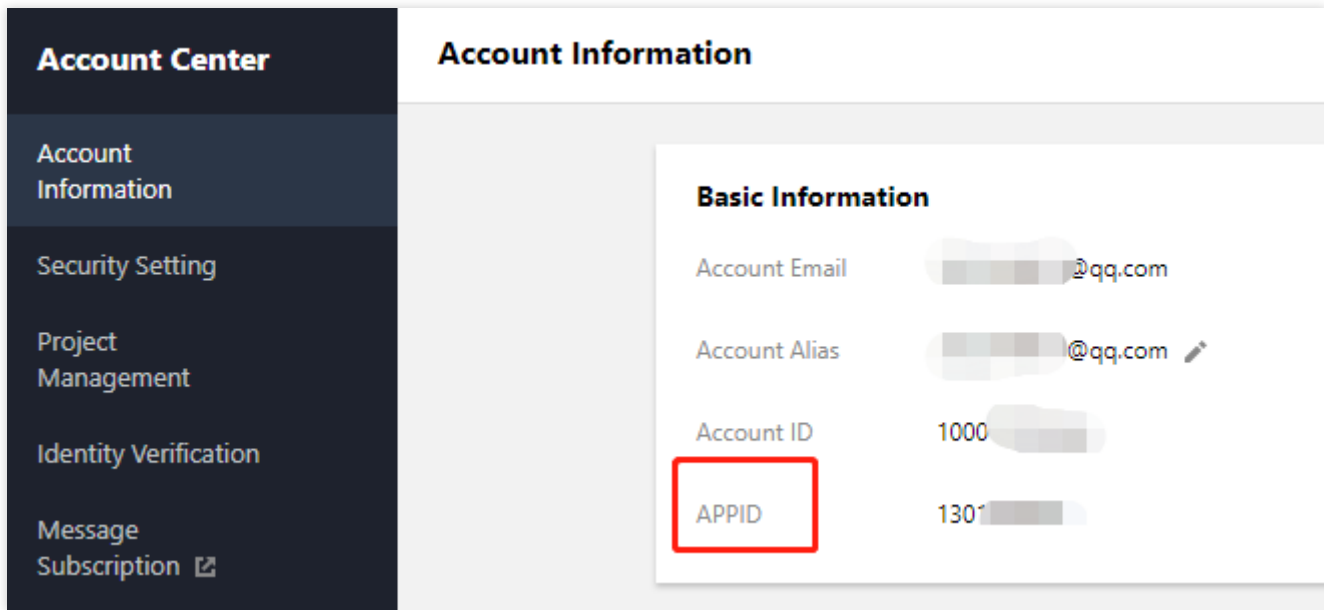 Account Center
Account Information
Account
Information
Security Setting
Project
Management
Identity Verification
Message
Subscription
Basic Information
Account Email @qq.com
Account Alias @qq.com
Account ID 1000
APPID 1301